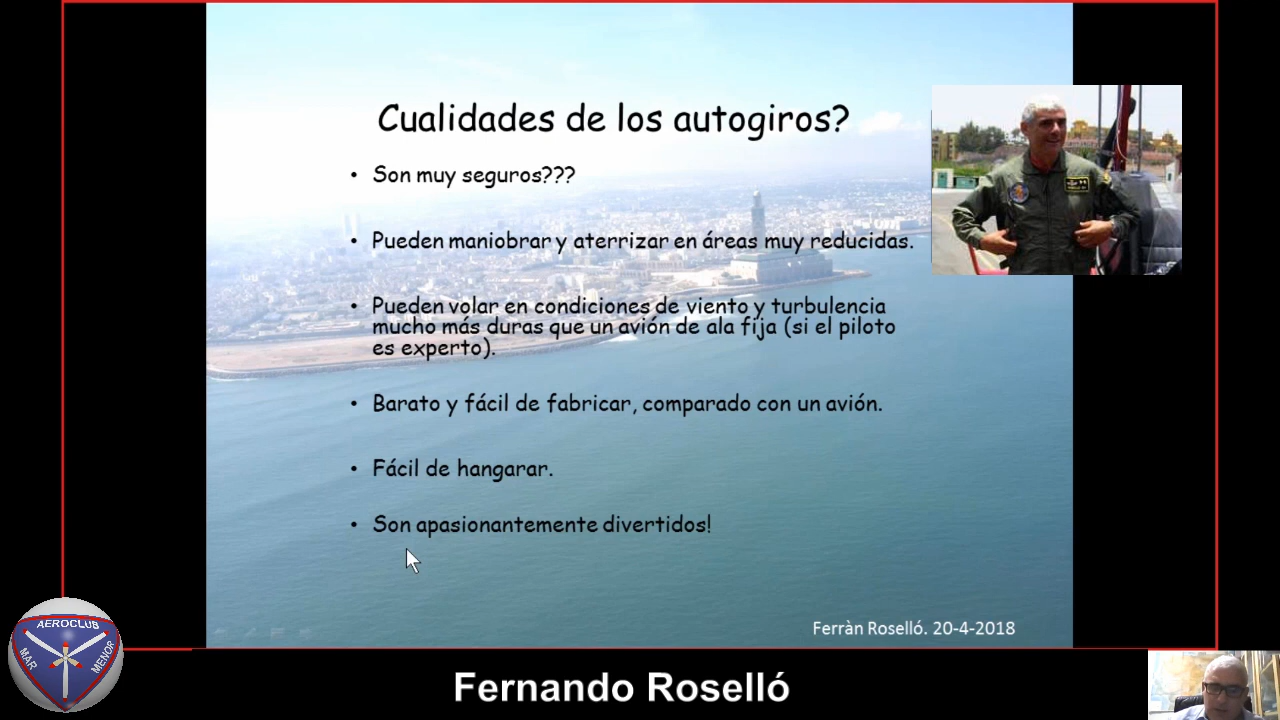 Cualidades de los autogiros?
• Son muy seguros???
• Pueden maniobrar y aterrizar en áreas muy reducidas.
• Pueden volar en condiciones de viento y turbulencia
mucho más duras que un avión de ala fija (si el piloto
es experto).
• Barato y fácil de fabricar, comparado con un avión.
• Fácil de hangarar.
• Son apasionantemente divertidos!
Ferràn Roselló. 20-4-2018
AEROCLUB
MAR MENOR
Fernando Roselló